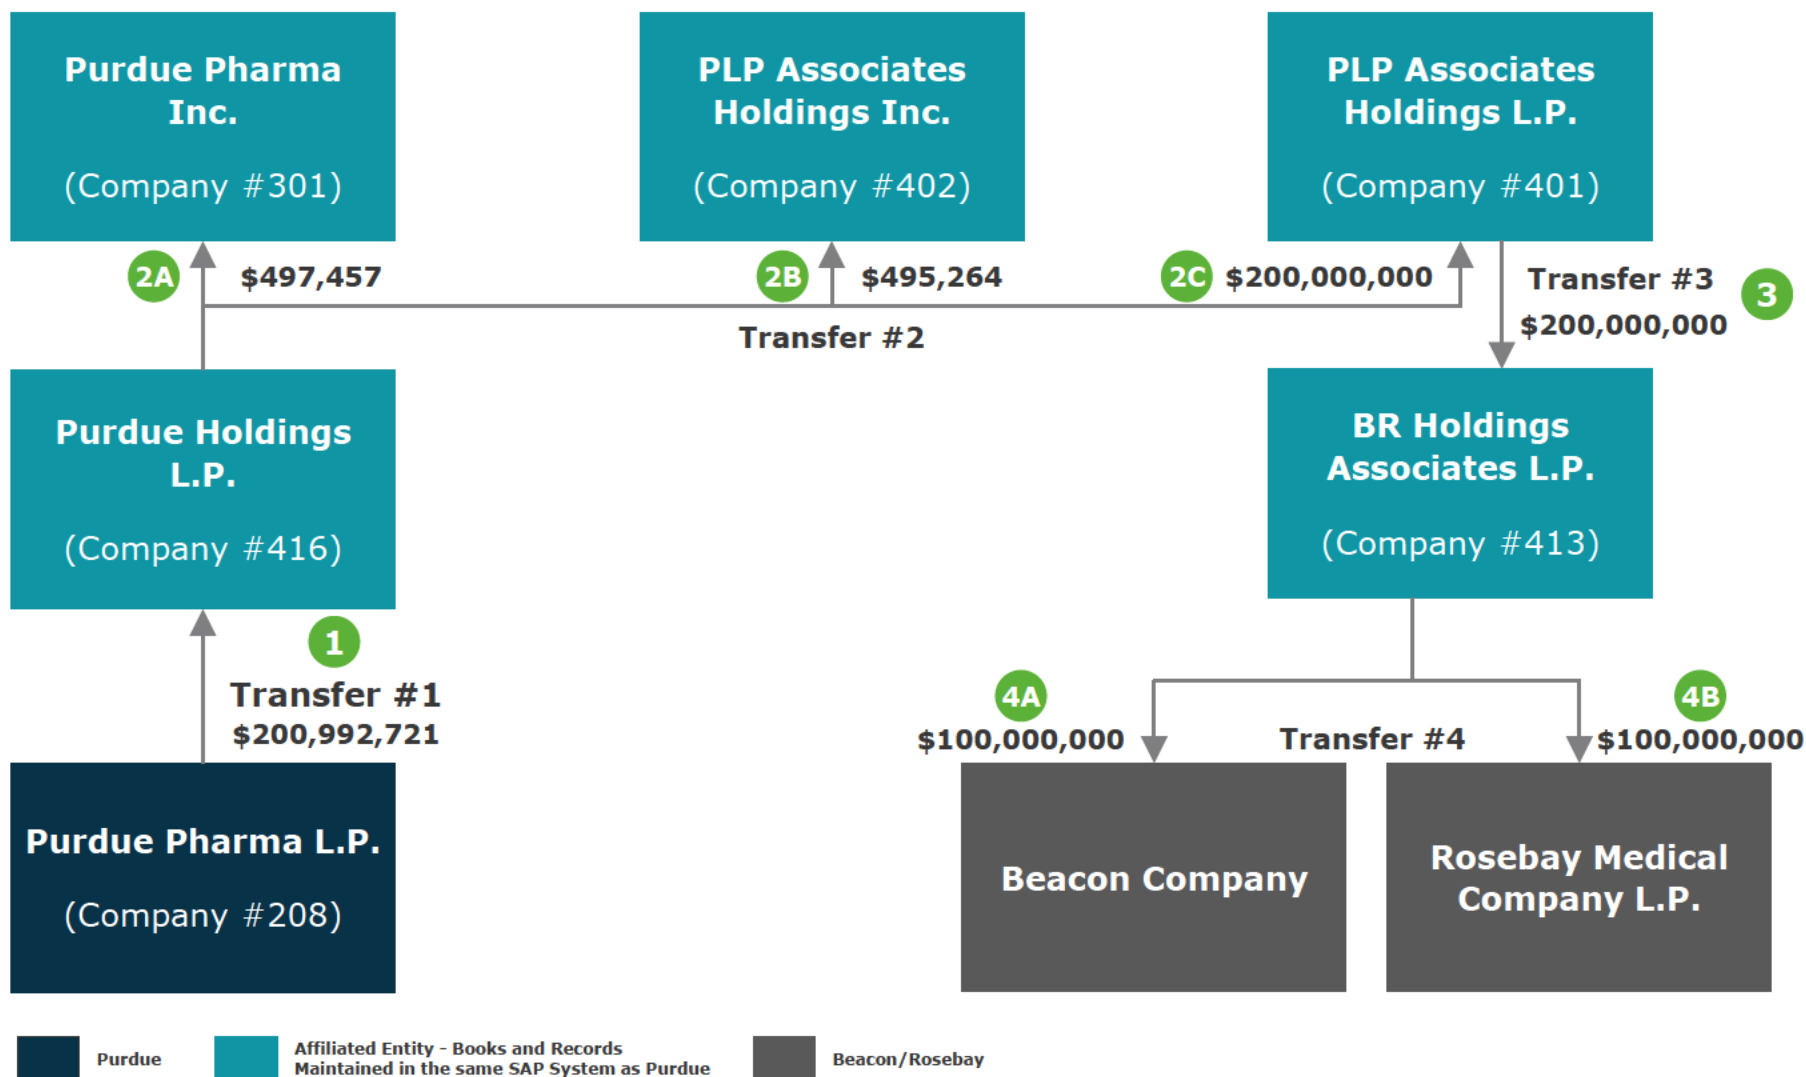 Purdue Pharma
Inc.
(Company #301)
PLP Associates
Holdings Inc.
(Company #402)
PLP Associates
Holdings L.P.
(Company #401)
2A
$497,457
2B
$495,264
2C
$200,000,000
Transfer #3
$200,000,000
3
Transfer #2
Purdue Holdings
L.P.
(Company #416)
BR Holdings
Associates L.P.
(Company #413)
1
Transfer #1
$200,992,721
4A
$100,000,000
Transfer #4
4B
$100,000,000
Purdue Pharma L.P.
(Company #208)
Beacon Company
Rosebay Medical
Company L.P.
Purdue
Affiliated Entity - Books and Records
Maintained in the same SAP System as Purdue
Beacon/Rosebay